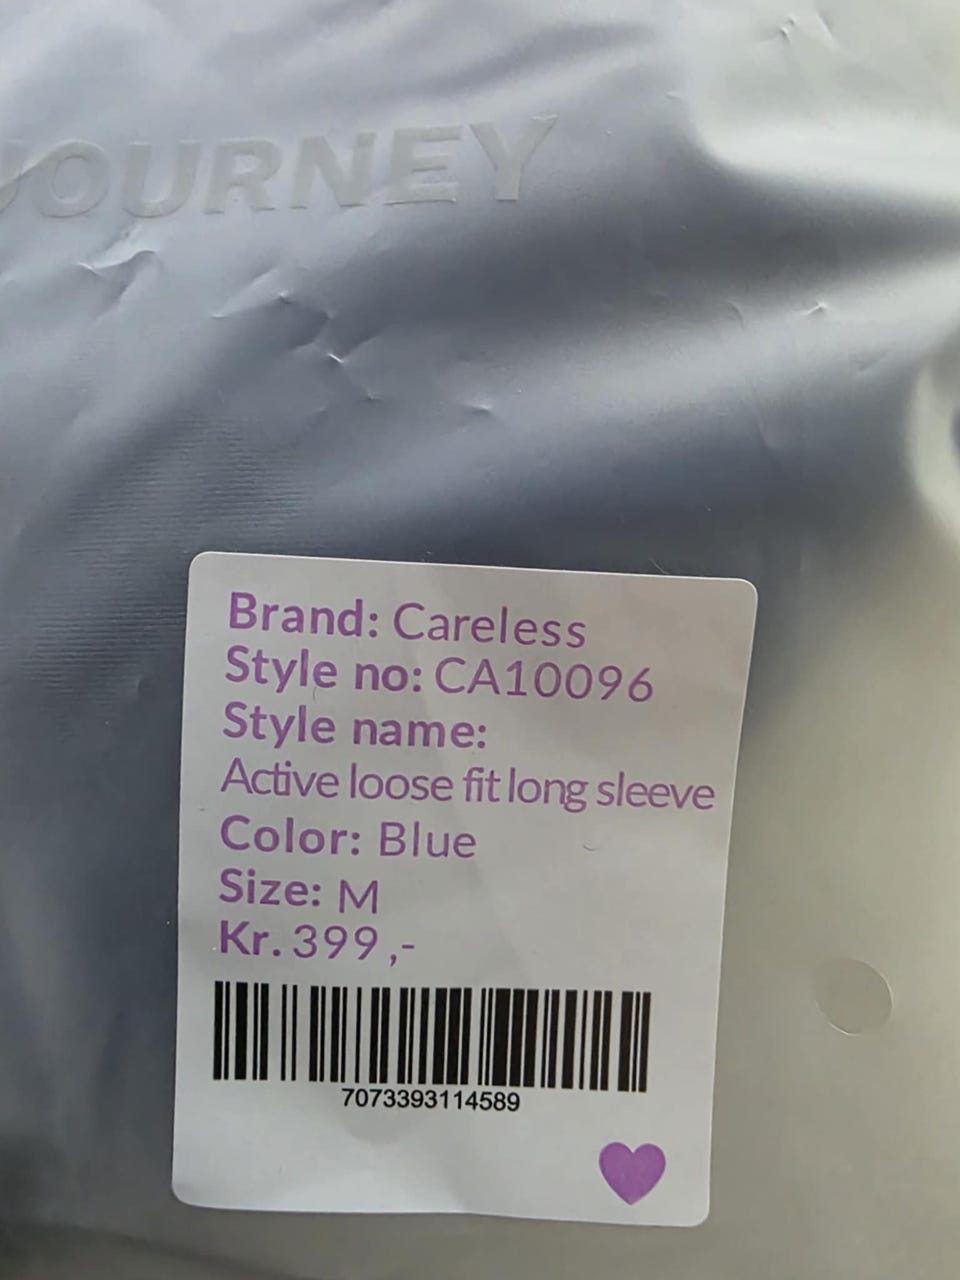 JOURNEY
Brand: Careless
Style no: CA10096
Style name:
Active loose fit long sleeve
Color: Blue
Size: M
Kr. 399,-
7073393114589